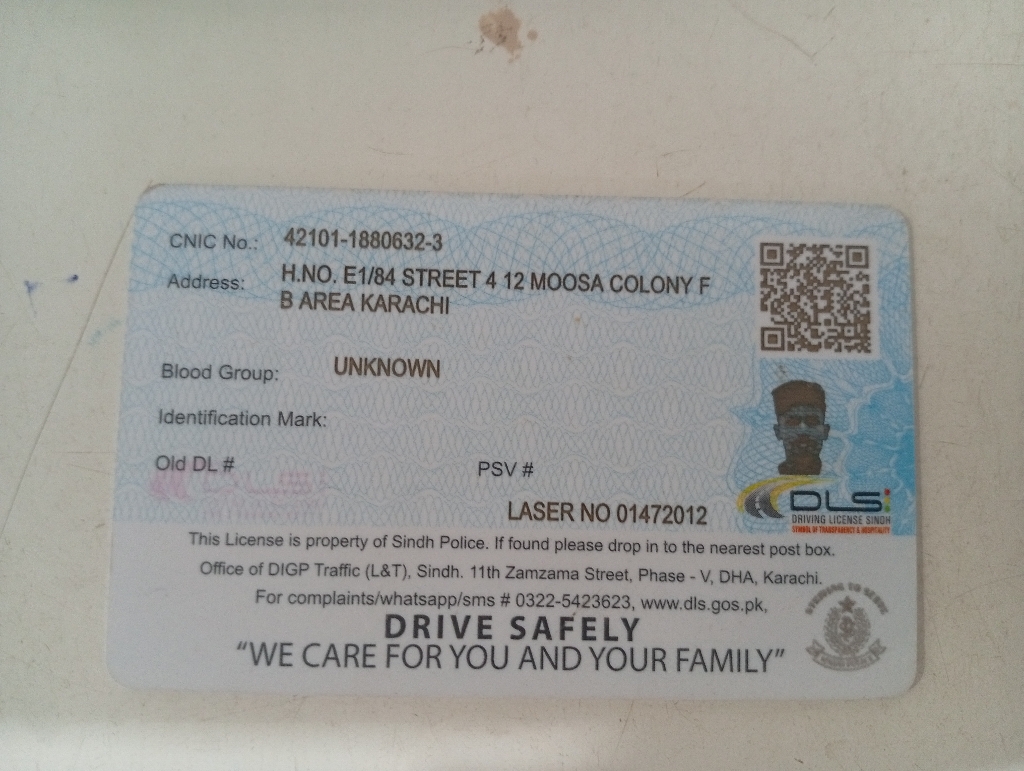 CNIC No.: 42101-1880632-3
Address: H.NO. E1/84 STREET 4 12 MOOSA COLONY F
B AREA KARACHI
Blood Group: UNKNOWN
Identification Mark:
Old DL #
PSV #
LASER NO 01472012
DLS
DRIVING LICENSE SINDH
SYMBOL OF TRANSPARENCY & HOSPITALITY
This License is property of Sindh Police. If found please drop in to the nearest post box.
Office of DIGP Traffic (L&T), Sindh. 11th Zamzama Street, Phase - V, DHA, Karachi.
For complaints/whatsapp/sms # 0322-5423623, www.dls.gos.pk,
DRIVE SAFELY
"WE CARE FOR YOU AND YOUR FAMILY"